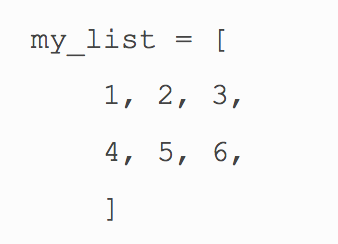 my_list = [
    1, 2, 3,
    4, 5, 6,
    ]